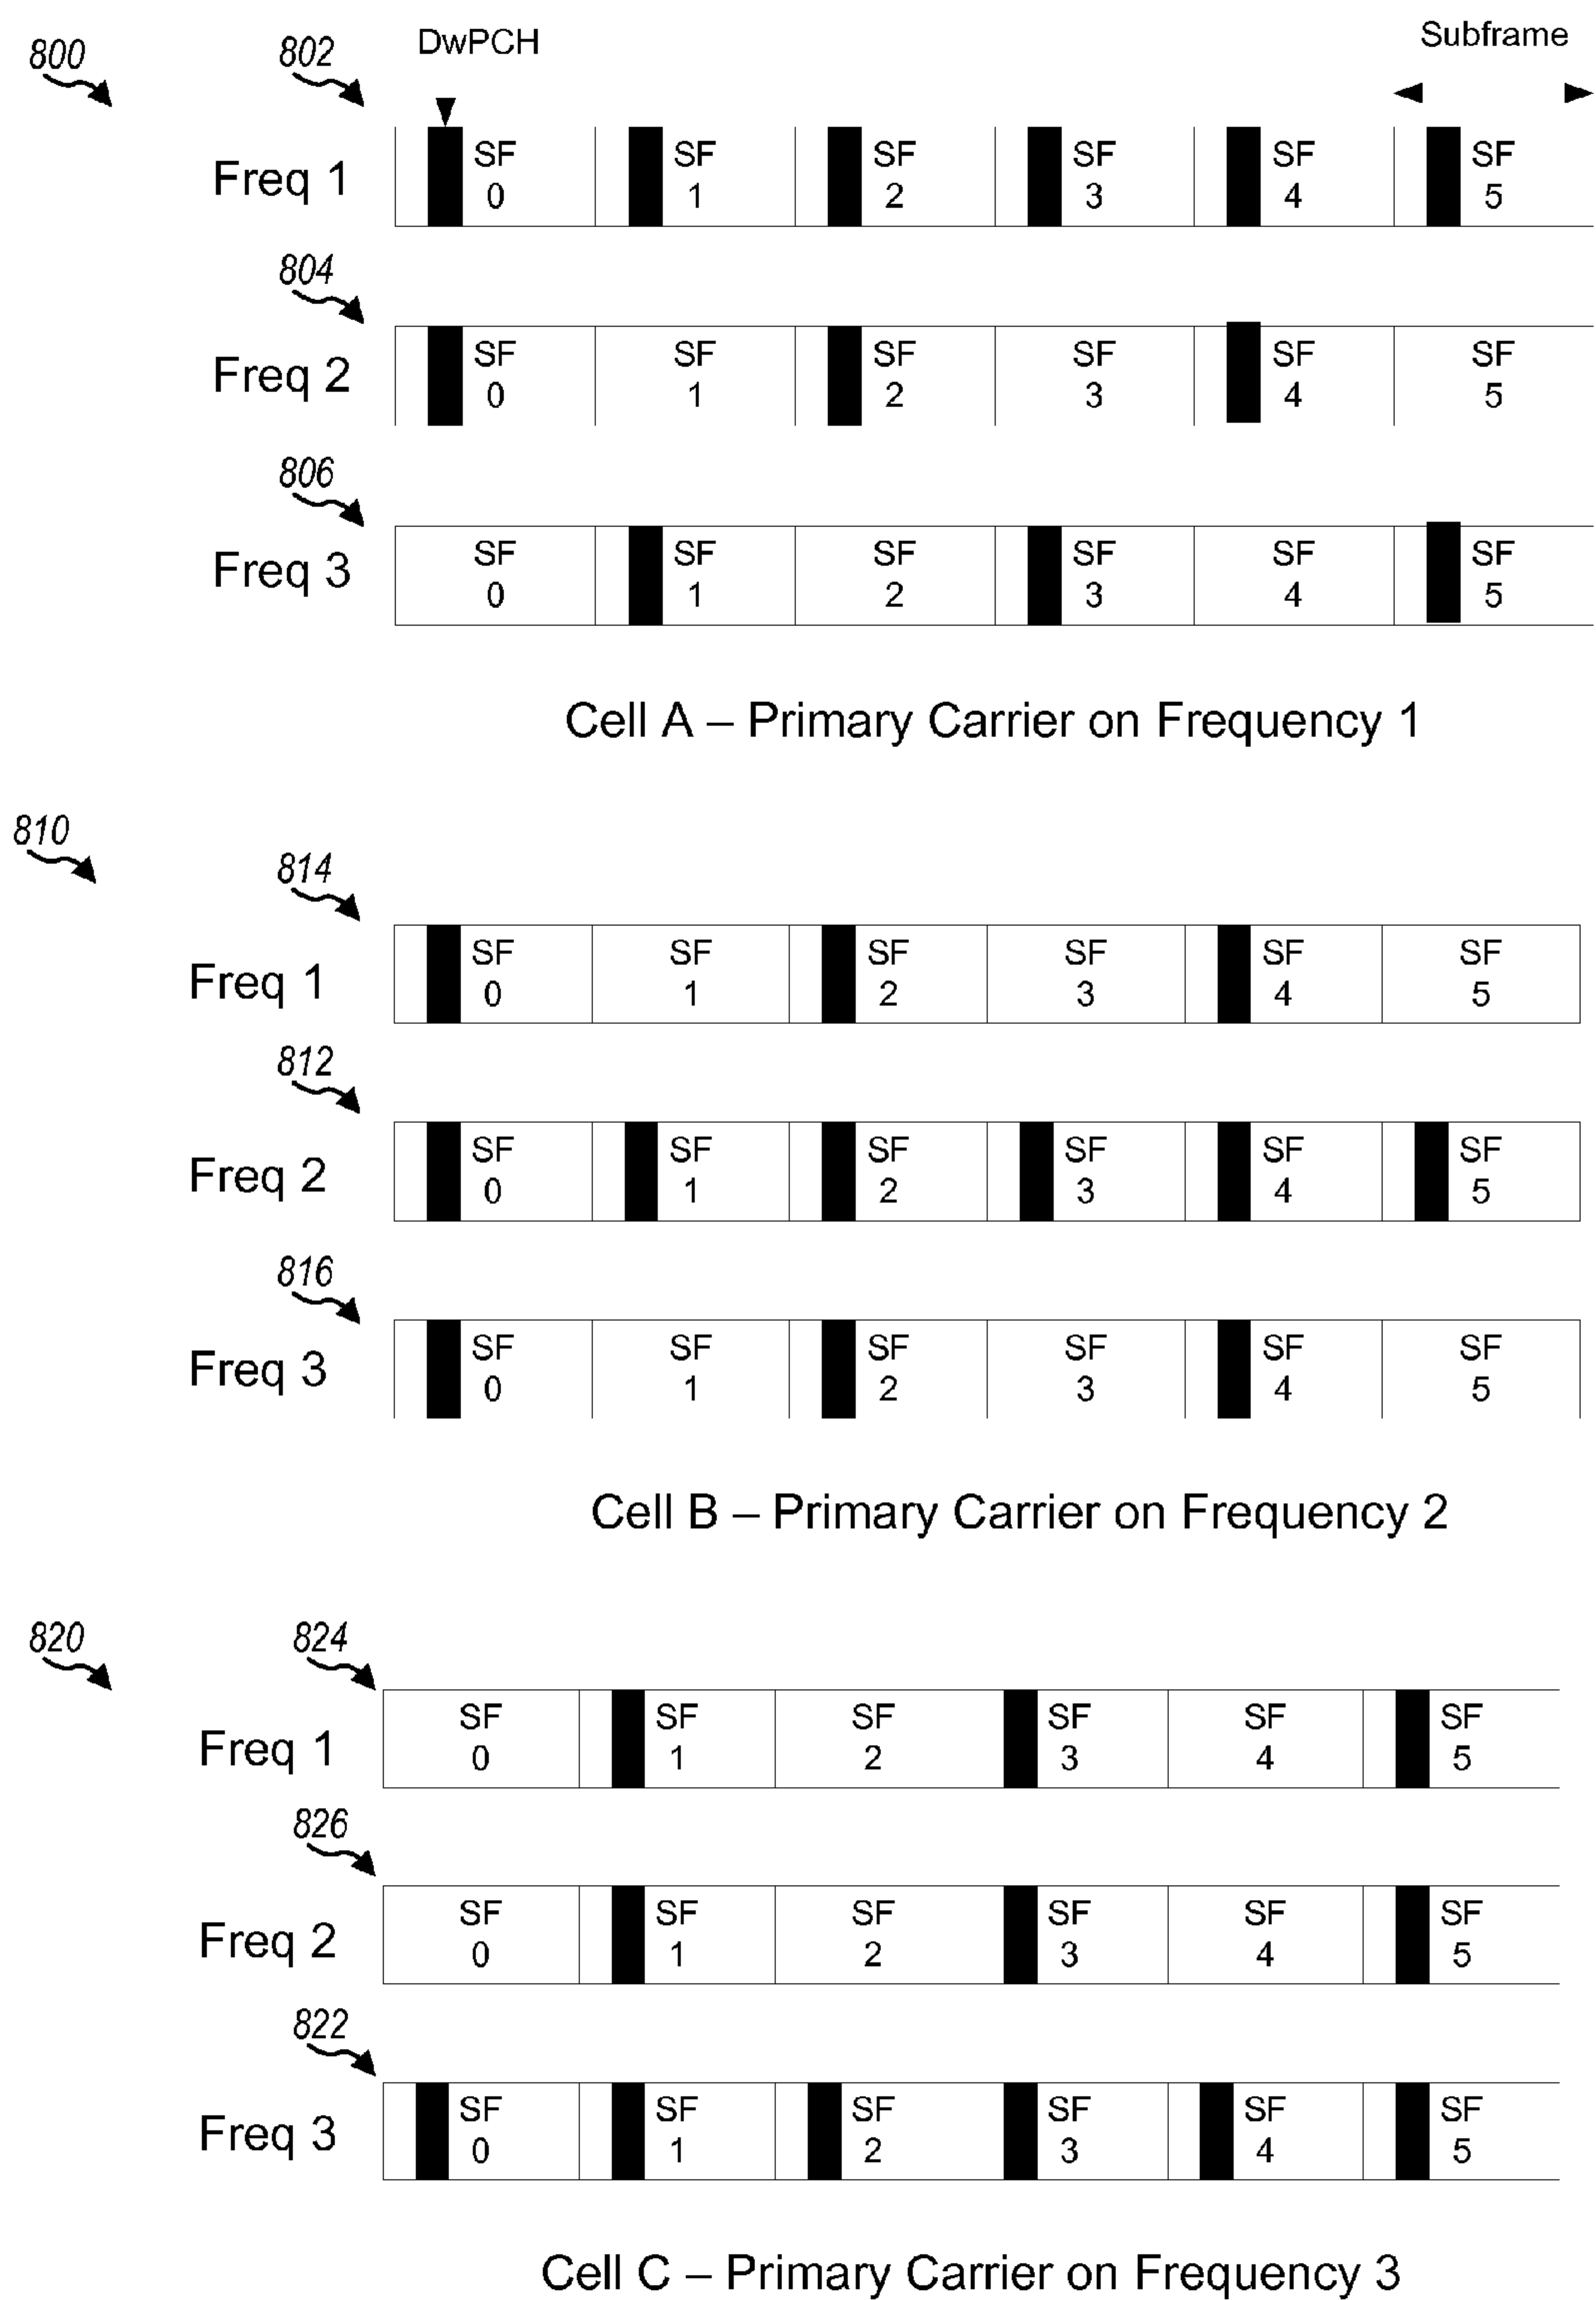 800 802 DwPCH Subframe
Freq 1 SF 0 SF 1 SF 2 SF 3 SF 4 SF 5
804
Freq 2 SF 0 SF 1 SF 2 SF 3 SF 4 SF 5
806
Freq 3 SF 0 SF 1 SF 2 SF 3 SF 4 SF 5
Cell A – Primary Carrier on Frequency 1
810
814
Freq 1 SF 0 SF 1 SF 2 SF 3 SF 4 SF 5
812
Freq 2 SF 0 SF 1 SF 2 SF 3 SF 4 SF 5
816
Freq 3 SF 0 SF 1 SF 2 SF 3 SF 4 SF 5
Cell B – Primary Carrier on Frequency 2
820 824
Freq 1 SF 0 SF 1 SF 2 SF 3 SF 4 SF 5
826
Freq 2 SF 0 SF 1 SF 2 SF 3 SF 4 SF 5
822
Freq 3 SF 0 SF 1 SF 2 SF 3 SF 4 SF 5
Cell C – Primary Carrier on Frequency 3